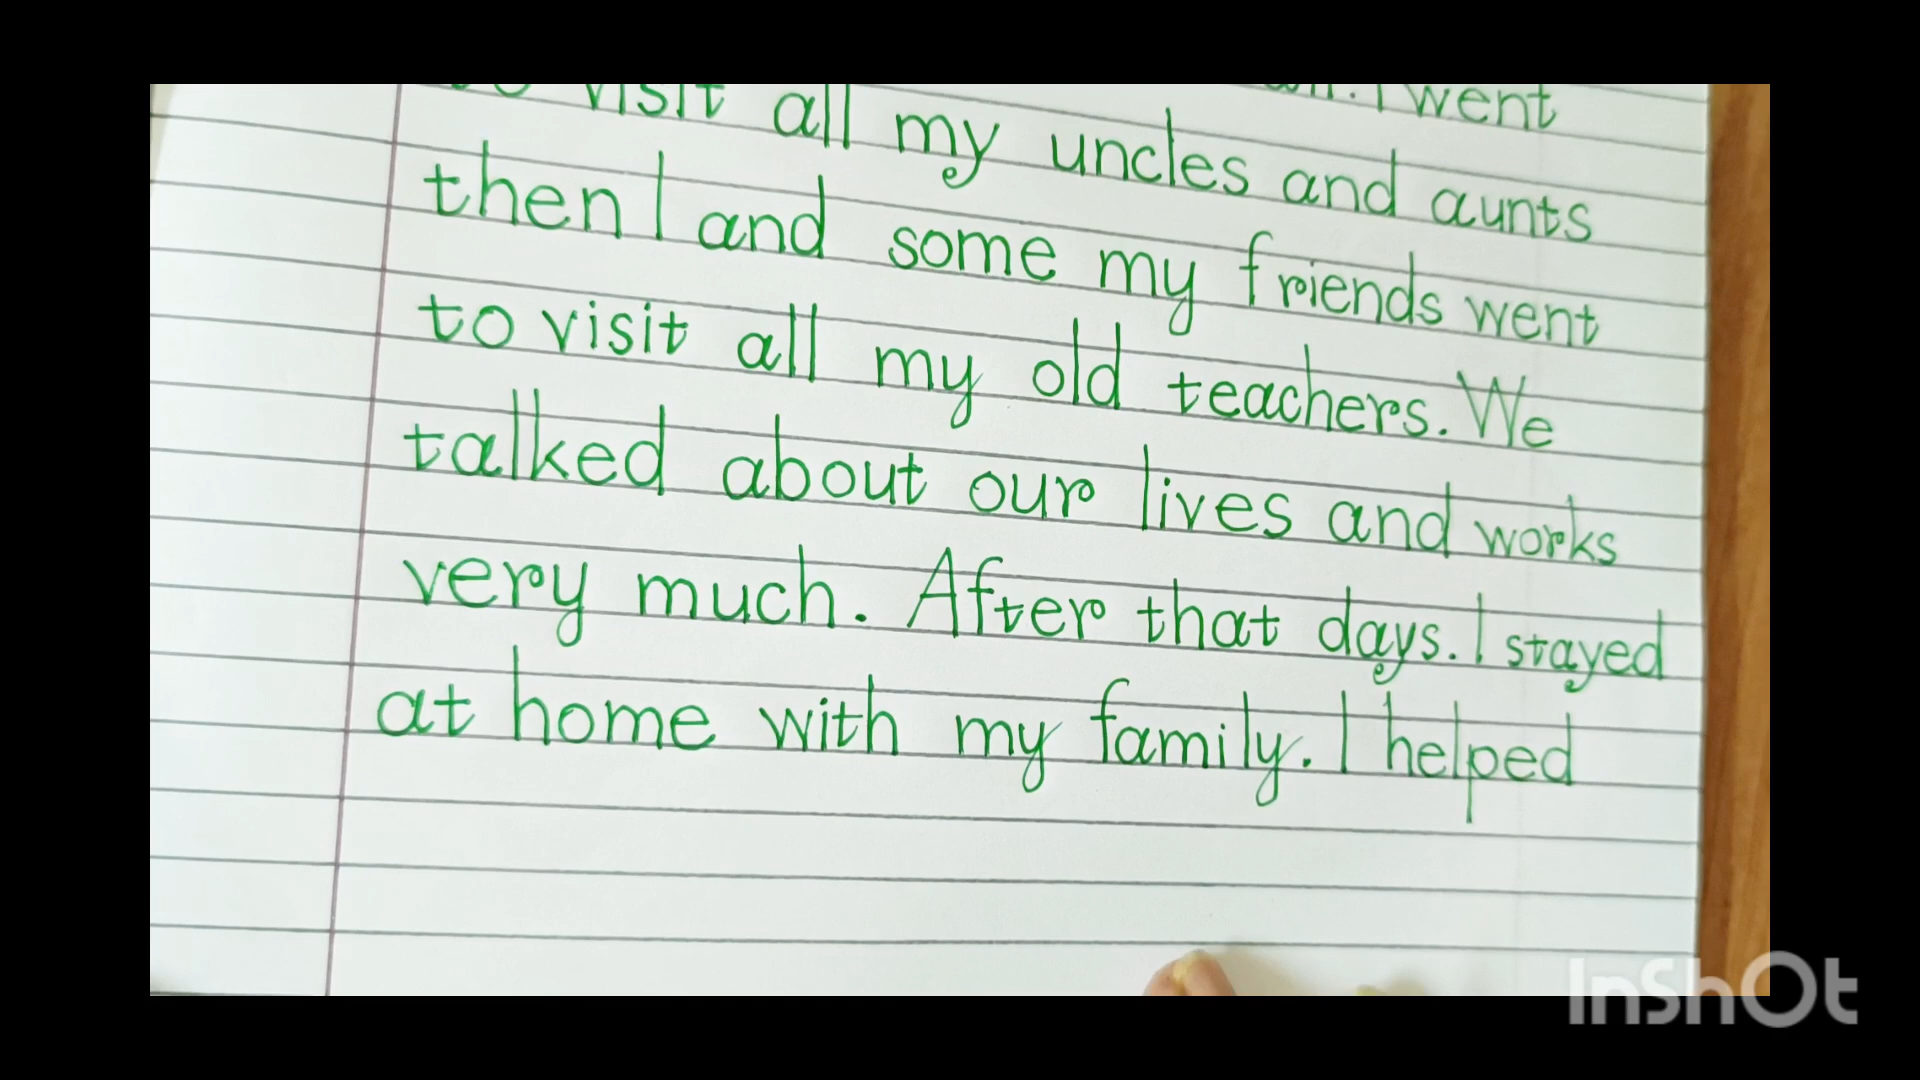 visit all my uncles and aunts
then I and some my friends went
to visit all my old teachers. We
talked about our lives and works
very much. After that days. I stayed
at home with my family. I helped
I went
InShOt